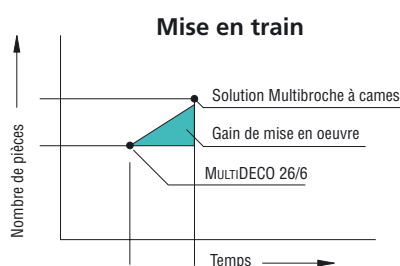 Mise en train
Nombre de pièces
Solution Multibroche à cames
Gain de mise en oeuvre
MULTIDECO 26/6
Temps